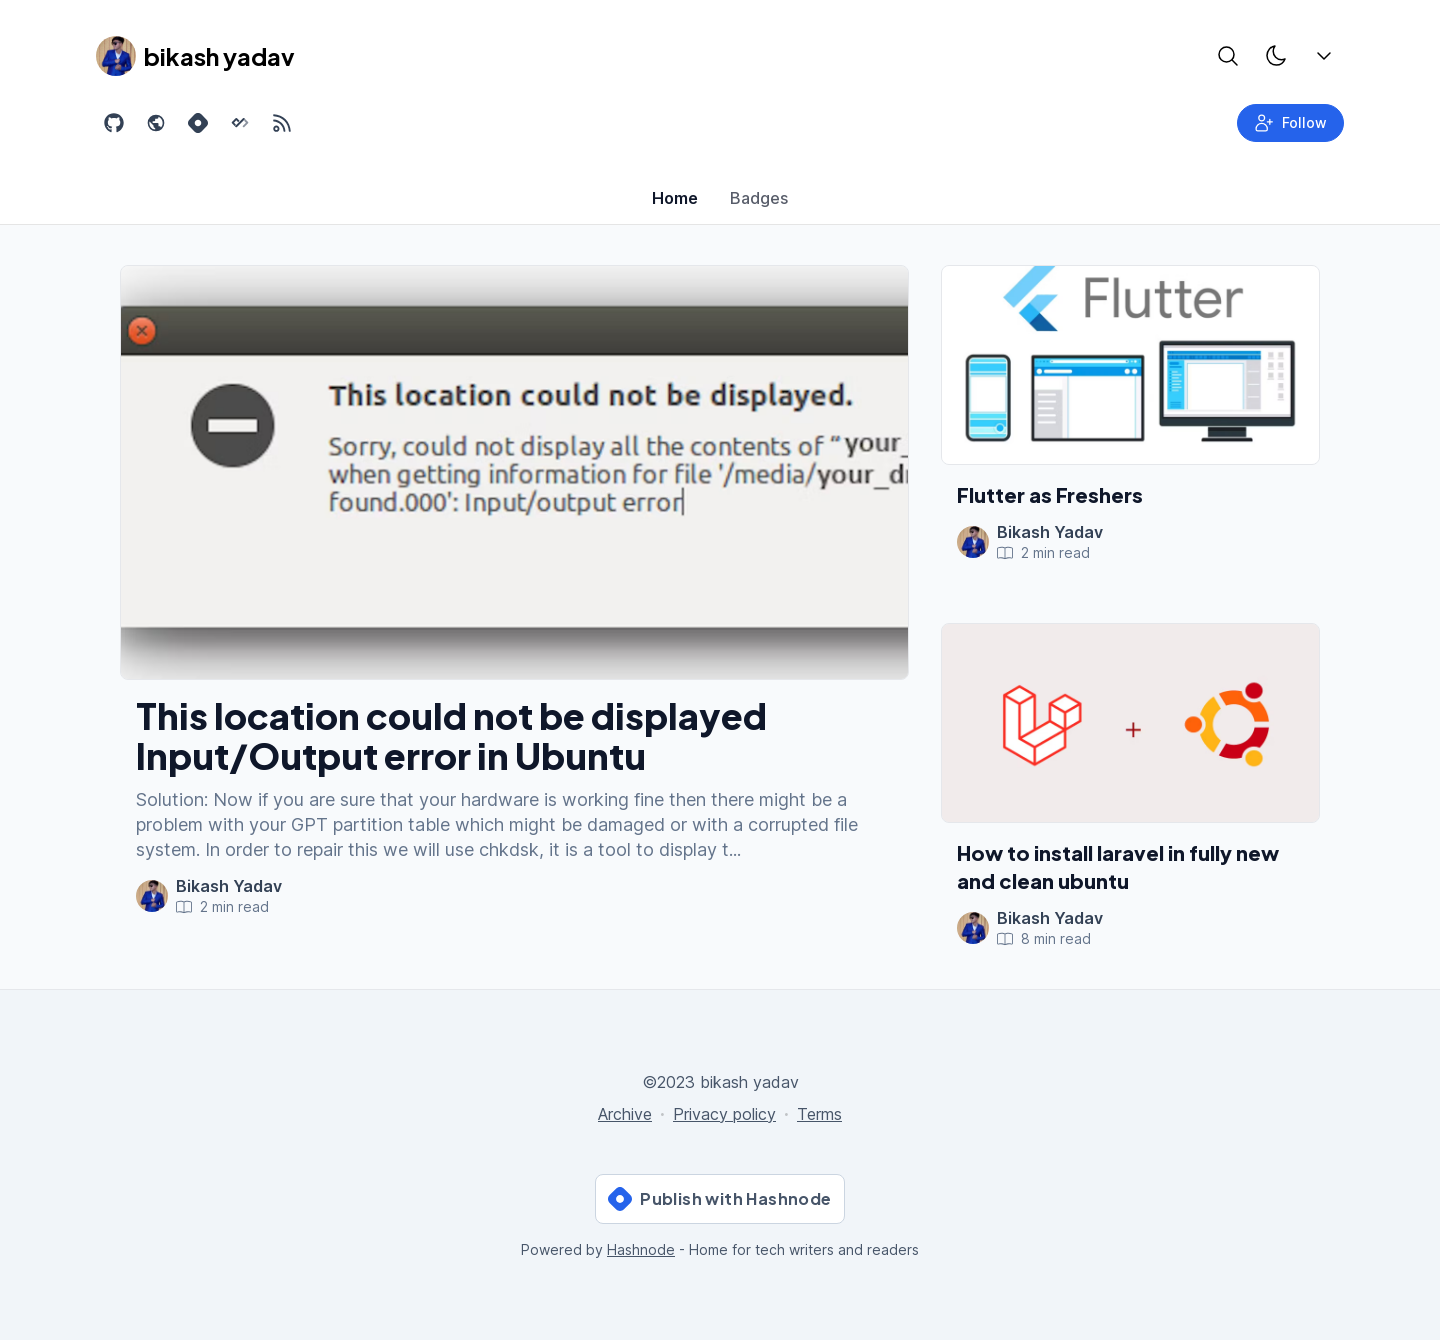 bikash yadav
Follow
Home
Badges
This location could not be displayed.
Sorry, could not display all the contents of “your_
when getting information for file '/media/your_dr
found.000': Input/output error
This location could not be displayed
Input/Output error in Ubuntu
Solution: Now if you are sure that your hardware is working fine then there might be a
problem with your GPT partition table which might be damaged or with a corrupted file
system. In order to repair this we will use chkdsk, it is a tool to display t...
Bikash Yadav
2 min read
Flutter
Flutter as Freshers
Bikash Yadav
2 min read
+
How to install laravel in fully new
and clean ubuntu
Bikash Yadav
8 min read
©2023 bikash yadav
Archive · Privacy policy · Terms
Publish with Hashnode
Powered by Hashnode - Home for tech writers and readers